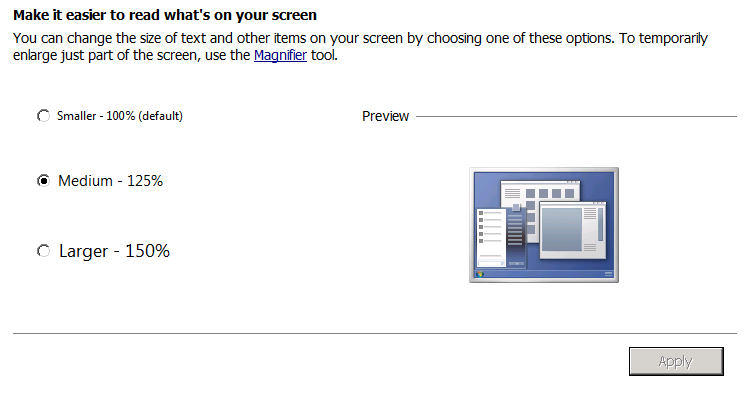 Make it easier to read what's on your screen
You can change the size of text and other items on your screen by choosing one of these options. To temporarily
enlarge just part of the screen, use the Magnifier tool.
Smaller - 100% (default)
Preview
Medium - 125%
Larger - 150%
Apply